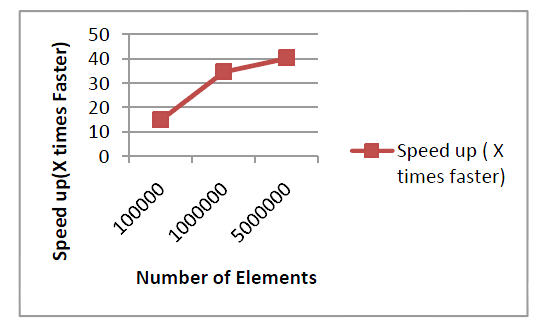 Speed up(X times Faster)
50
40
30
20
10
0
100000
1000000
5000000
Number of Elements
Speed up ( X
times faster)